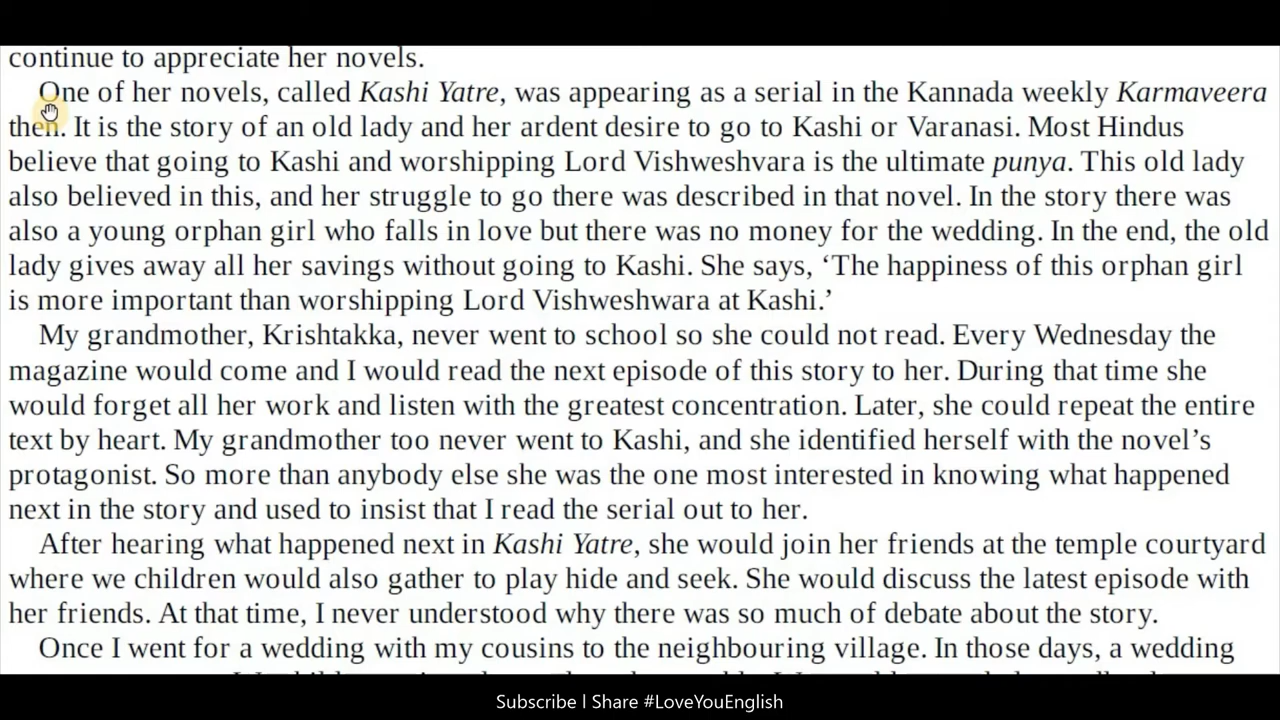 continue to appreciate her novels.
One of her novels, called Kashi Yatre, was appearing as a serial in the Kannada weekly Karmaveera
then. It is the story of an old lady and her ardent desire to go to Kashi or Varanasi. Most Hindus
believe that going to Kashi and worshipping Lord Vishweshvara is the ultimate punya. This old lady
also believed in this, and her struggle to go there was described in that novel. In the story there was
also a young orphan girl who falls in love but there was no money for the wedding. In the end, the old
lady gives away all her savings without going to Kashi. She says, ‘The happiness of this orphan girl
is more important than worshipping Lord Vishweshwara at Kashi.’
My grandmother, Krishtakka, never went to school so she could not read. Every Wednesday the
magazine would come and I would read the next episode of this story to her. During that time she
would forget all her work and listen with the greatest concentration. Later, she could repeat the entire
text by heart. My grandmother too never went to Kashi, and she identified herself with the novel’s
protagonist. So more than anybody else she was the one most interested in knowing what happened
next in the story and used to insist that I read the serial out to her.
After hearing what happened next in Kashi Yatre, she would join her friends at the temple courtyard
where we children would also gather to play hide and seek. She would discuss the latest episode with
her friends. At that time, I never understood why there was so much of debate about the story.
Once I went for a wedding with my cousins to the neighbouring village. In those days, a wedding
Subscribe l Share #LoveYouEnglish